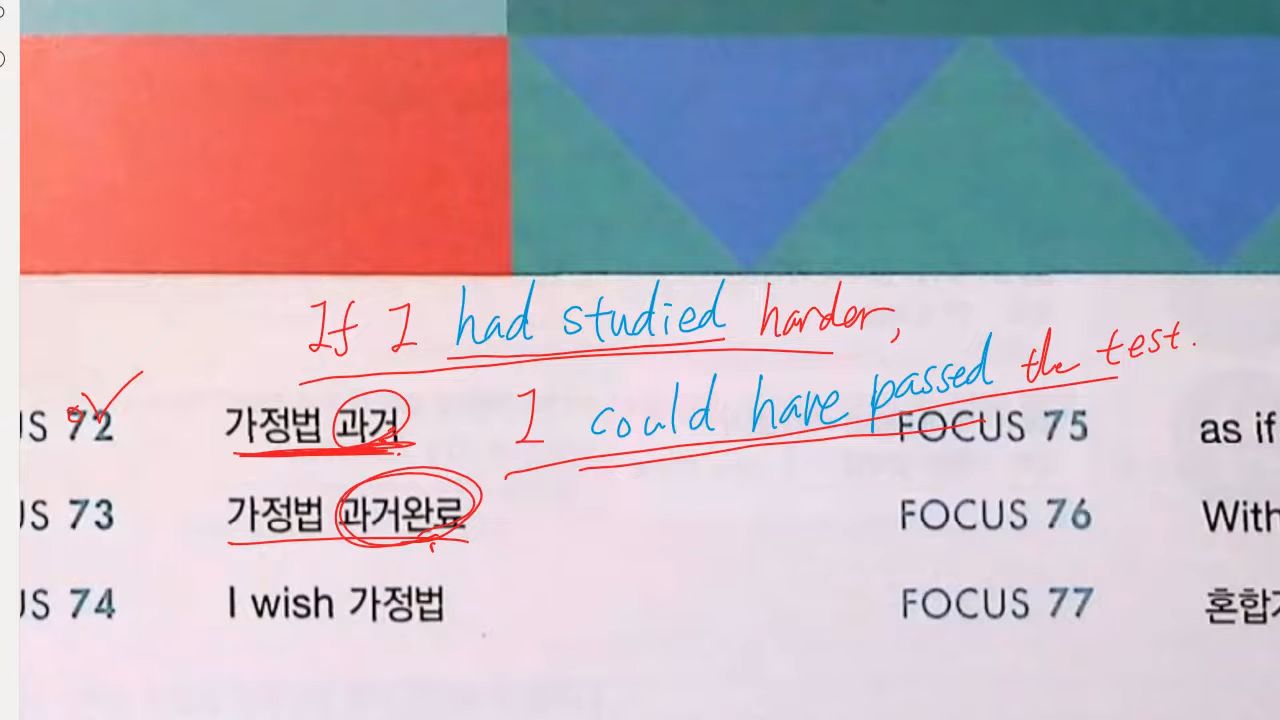 If I had studied harder,
I could have passed the test.
US 72 가정법 과거
US 73 가정법 과거완료
US 74 I wish 가정법
FOCUS 75 as if
FOCUS 76 With
FOCUS 77 혼합